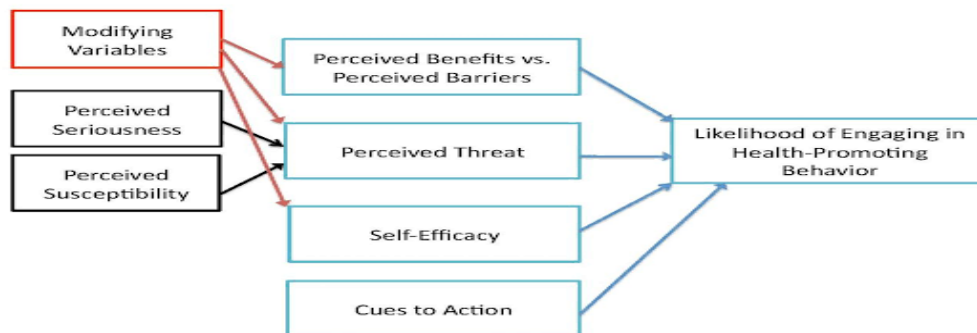 Modifying
Variables
Perceived Benefits vs.
Perceived Barriers
Perceived
Seriousness
Perceived Threat
Likelihood of Engaging in
Health-Promoting
Behavior
Perceived
Susceptibility
Self-Efficacy
Cues to Action